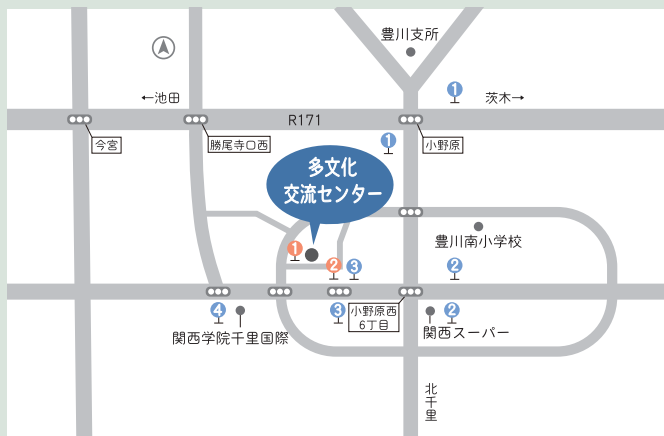 豊川支所
1
←池田
茨木→
R171
今宮
勝尾寺口西
1
小野原
多文化
交流センター
豊川南小学校
1
2
3
2
4
3
小野原西
6丁目
2
関西学院千里国際
関西スーパー
北千里